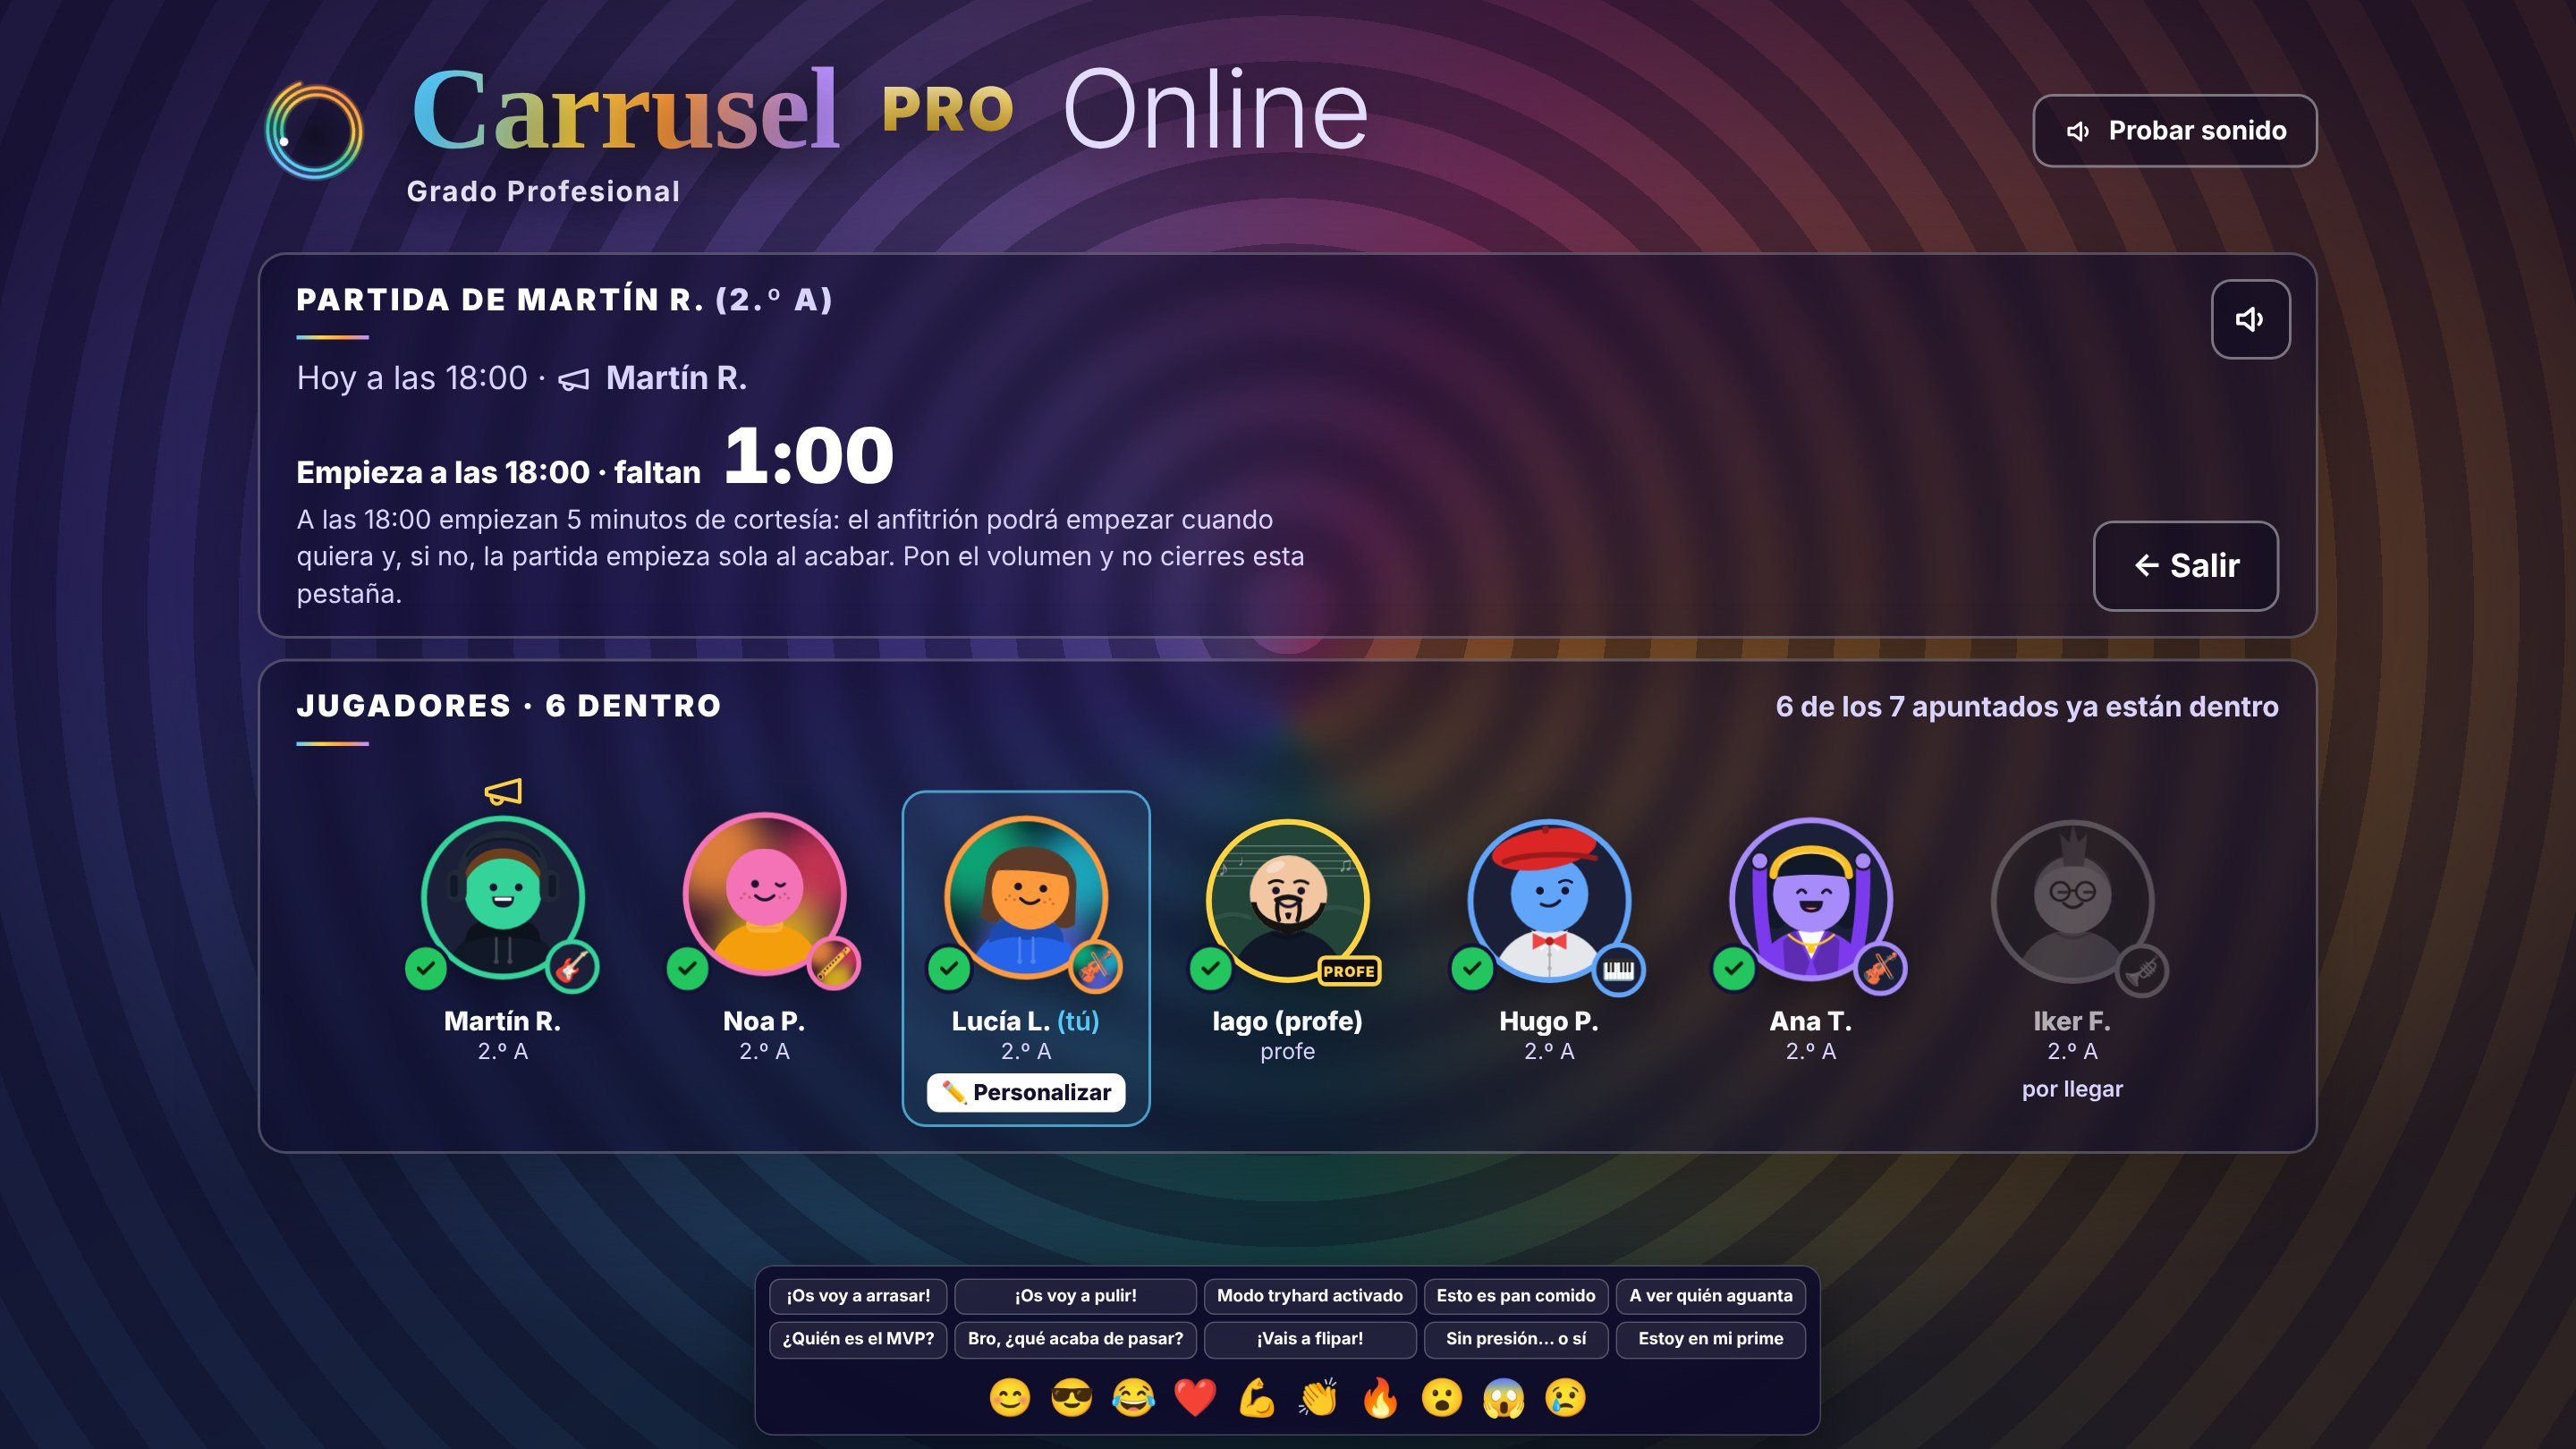 Carrusel PRO Online
Grado Profesional
Probar sonido
PARTIDA DE MARTÍN R. (2.º A)
Hoy a las 18:00 · Martín R.
Empieza a las 18:00 · faltan 1:00
A las 18:00 empiezan 5 minutos de cortesía: el anfitrión podrá empezar cuando
quiera y, si no, la partida empieza sola al acabar. Pon el volumen y no cierres esta
pestaña.
← Salir
JUGADORES · 6 DENTRO
6 de los 7 apuntados ya están dentro
Martín R.
2.º A
Noa P.
2.º A
Lucía L. (tú)
2.º A
Personalizar
PROFE
Iago (profe)
profe
Hugo P.
2.º A
Ana T.
2.º A
Iker F.
2.º A
por llegar
¡Os voy a arrasar!
¡Os voy a pulir!
Modo tryhard activado
Esto es pan comido
A ver quién aguanta
¿Quién es el MVP?
Bro, ¿qué acaba de pasar?
¡Vais a flipar!
Sin presión... o sí
Estoy en mi prime